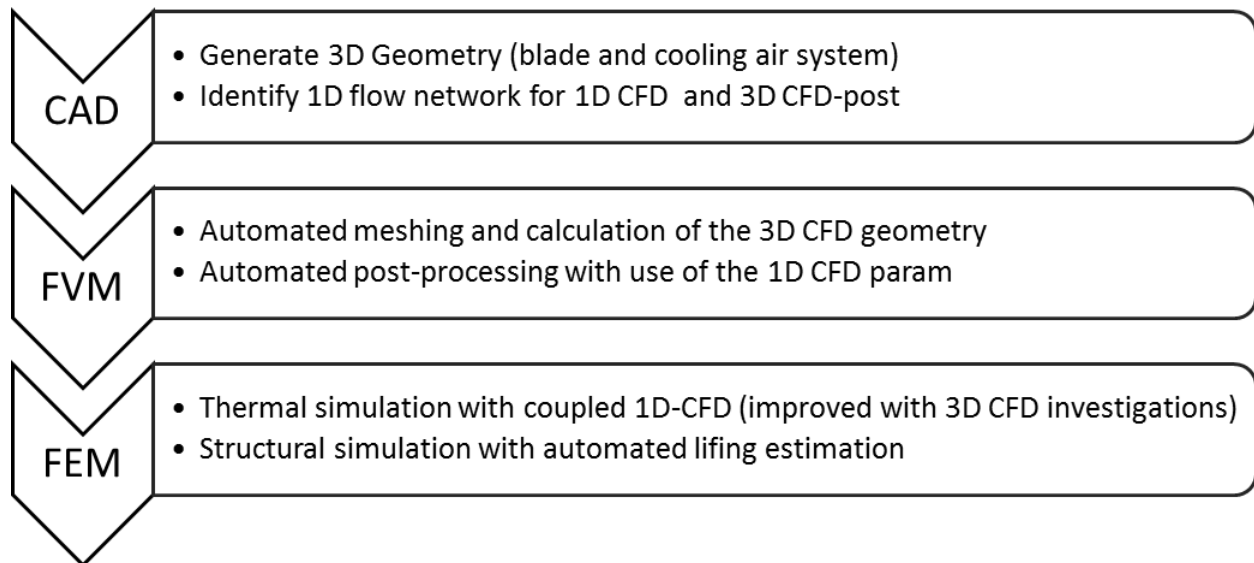 CAD
• Generate 3D Geometry (blade and cooling air system)
• Identify 1D flow network for 1D CFD and 3D CFD-post
FVM
• Automated meshing and calculation of the 3D CFD geometry
• Automated post-processing with use of the 1D CFD param
FEM
• Thermal simulation with coupled 1D-CFD (improved with 3D CFD investigations)
• Structural simulation with automated lifing estimation